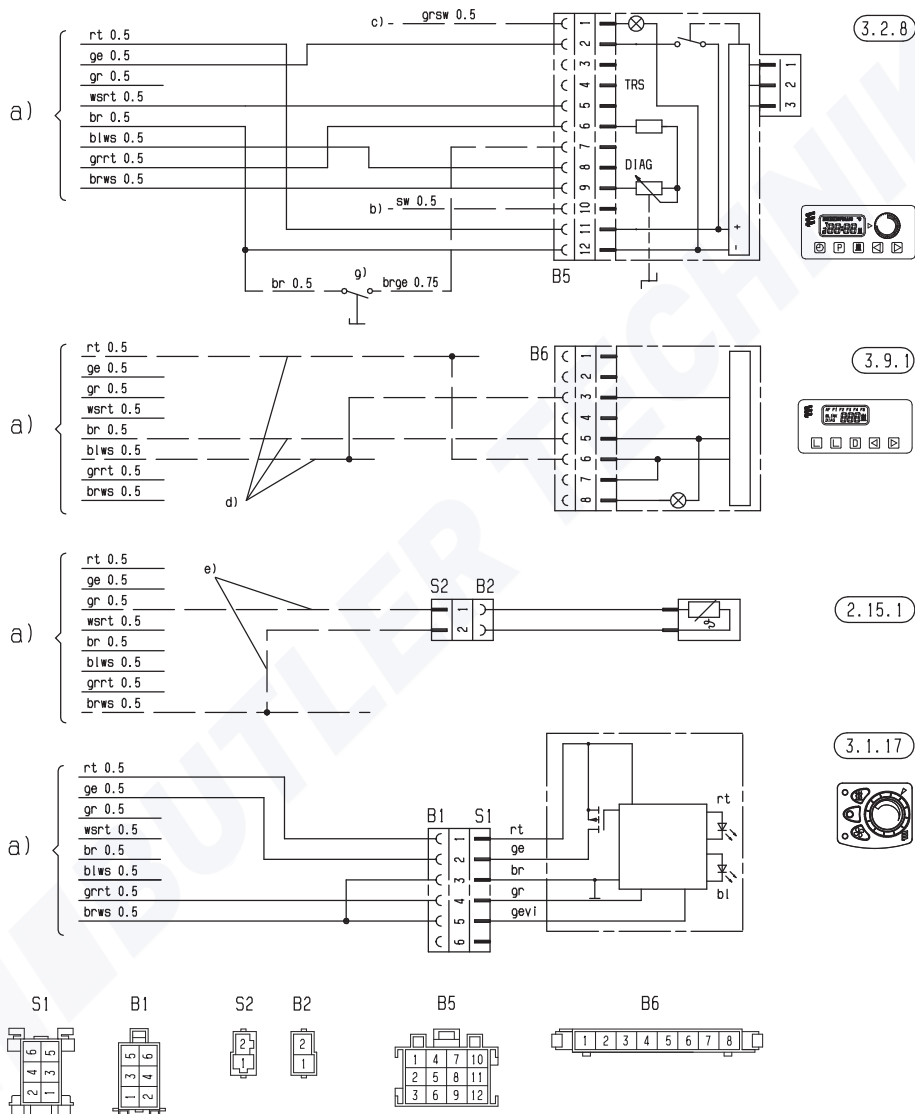 c) grsw 0.5
3.2.8
a)
rt 0.5
ge 0.5
gr 0.5
wsrt 0.5
br 0.5
blws 0.5
grrt 0.5
brws 0.5
b) sw 0.5
1
2
3
4
5
6
7
8
9
10
11
12
TRS
DIAG
+
-
1
2
3
P
B5
br 0.5
g)
brge 0.75
3.9.1
a)
rt 0.5
ge 0.5
gr 0.5
wsrt 0.5
br 0.5
blws 0.5
grrt 0.5
brws 0.5
d)
B6
1
2
3
4
5
6
7
8
D
2.15.1
a)
rt 0.5
ge 0.5
gr 0.5
wsrt 0.5
br 0.5
blws 0.5
grrt 0.5
brws 0.5
e)
S2 B2
1
2
3.1.17
a)
rt 0.5
ge 0.5
gr 0.5
wsrt 0.5
br 0.5
blws 0.5
grrt 0.5
brws 0.5
B1 S1
1
2
3
4
5
6
rt
ge
br
gr
gevi
rt
bl
S1 B1 S2 B2 B5 B6
6 5
4 3
2 1
5 6
3 4
1 2
2
1
2
1
1 4 7 10
2 5 8 11
3 6 9 12
1 2 3 4 5 6 7 8
BUTLER TECHNIK